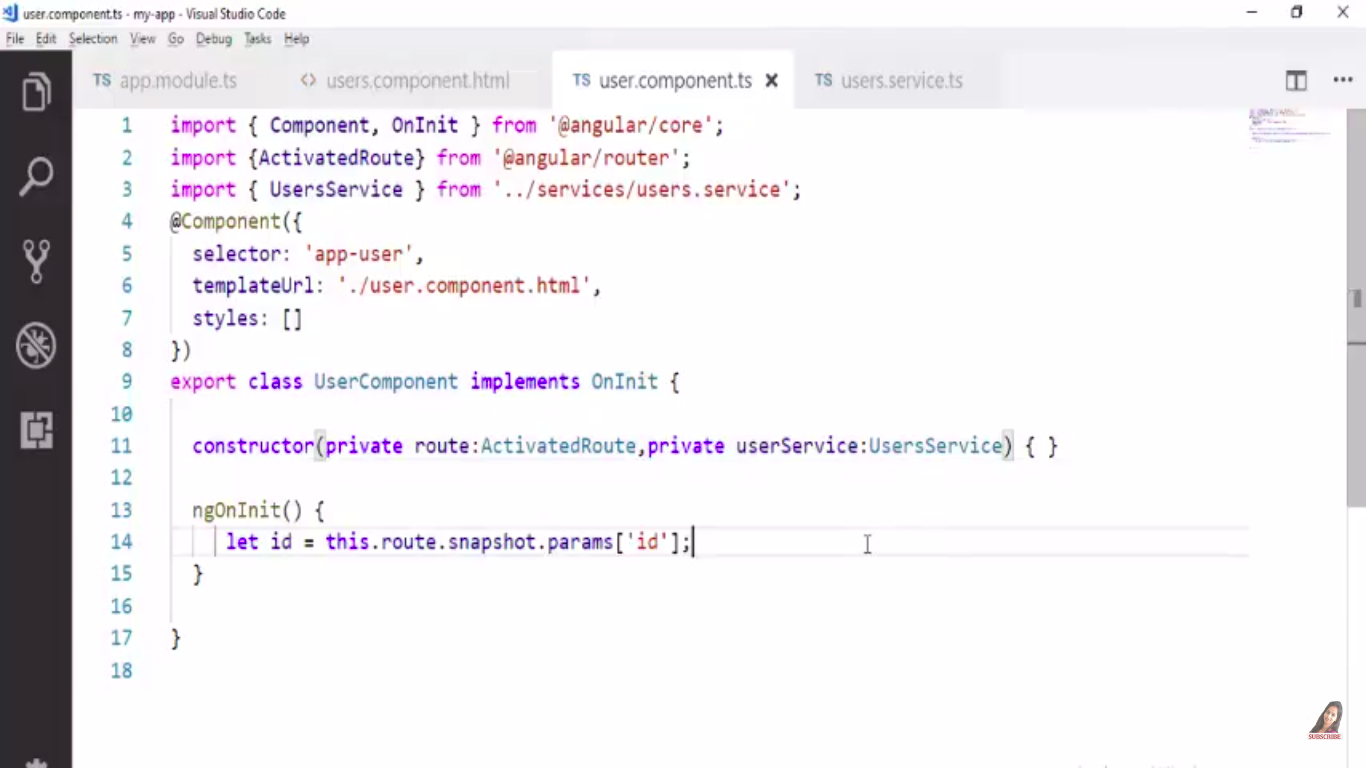 user.component.ts - my-app - Visual Studio Code
File Edit Selection View Go Debug Tasks Help
TS app.module.ts <> users.component.html TS user.component.ts × TS users.service.ts
1 import { Component, OnInit } from '@angular/core';
2 import {ActivatedRoute} from '@angular/router';
3 import { UsersService } from '../services/users.service';
4 @Component({
5 selector: 'app-user',
6 templateUrl: './user.component.html',
7 styles: []
8 })
9 export class UserComponent implements OnInit {
10
11 constructor(private route:ActivatedRoute,private userService:UsersService) { }
12
13 ngOnInit() {
14 let id = this.route.snapshot.params['id'];
15 }
16
17 }
18
SUBSCRIBE